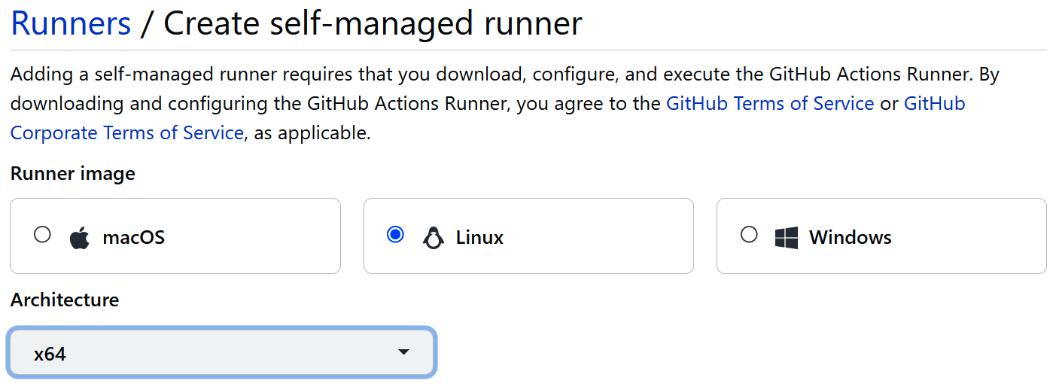 Runners / Create self-managed runner
Adding a self-managed runner requires that you download, configure, and execute the GitHub Actions Runner. By
downloading and configuring the GitHub Actions Runner, you agree to the GitHub Terms of Service or GitHub
Corporate Terms of Service, as applicable.
Runner image
macOS Linux Windows
Architecture
x64